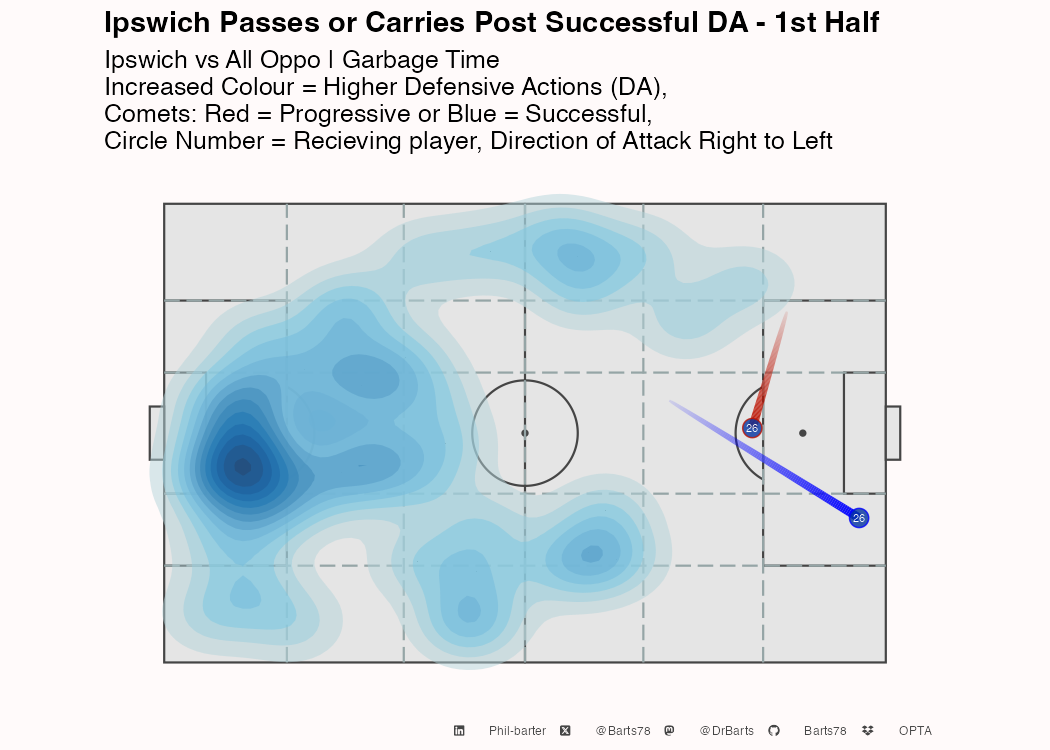 Ipswich Passes or Carries Post Successful DA - 1st Half
Ipswich vs All Oppo | Garbage Time
Increased Colour = Higher Defensive Actions (DA),
Comets: Red = Progressive or Blue = Successful,
Circle Number = Recieving player, Direction of Attack Right to Left
26
26
Phil-barter @Barts78 @DrBarts Barts78 OPTA